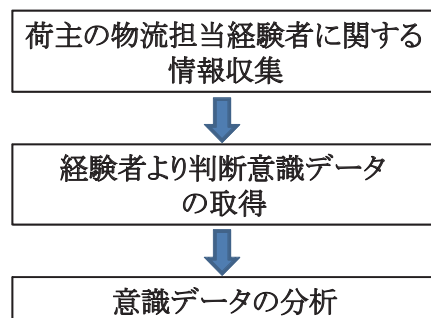 荷主の物流担当経験者に関する
情報収集
経験者より判断意識データ
の取得
意識データの分析